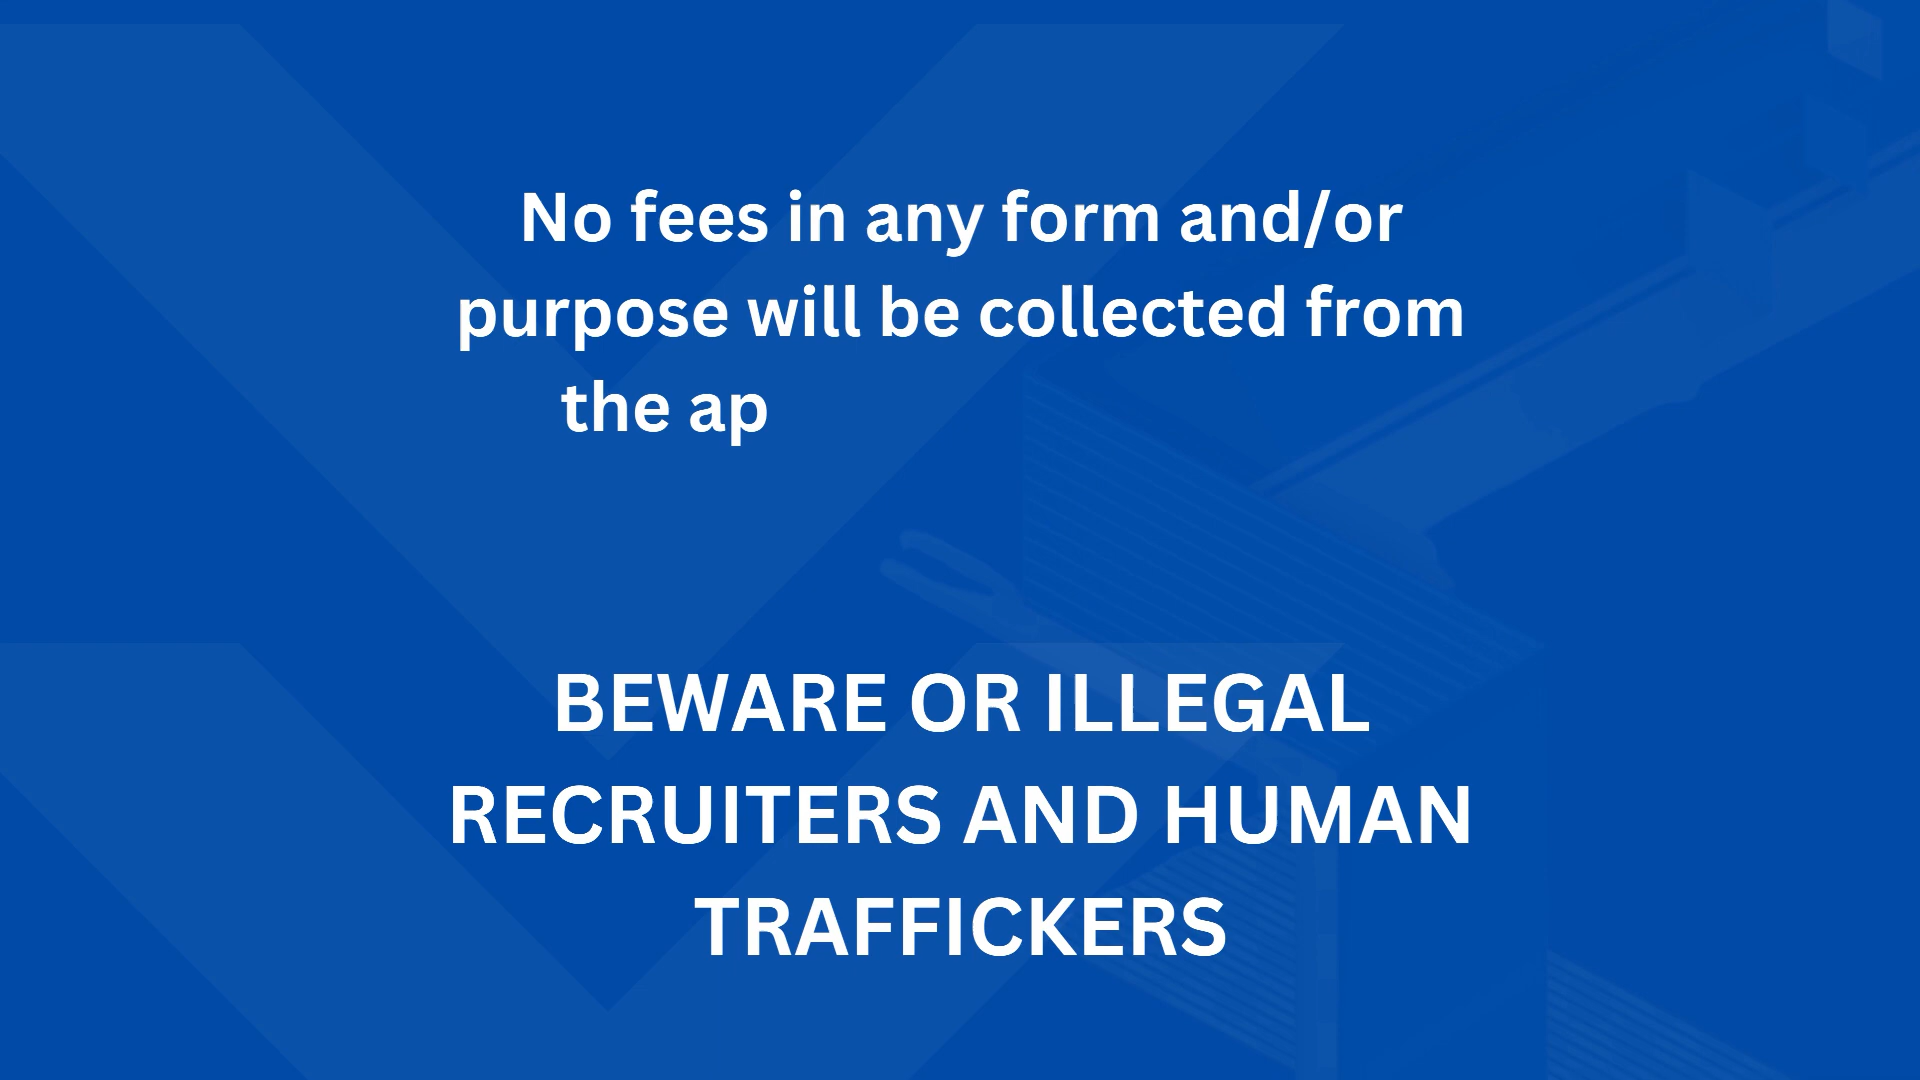 No fees in any form and/or
purpose will be collected from
the ap
BEWARE OR ILLEGAL
RECRUITERS AND HUMAN
TRAFFICKERS